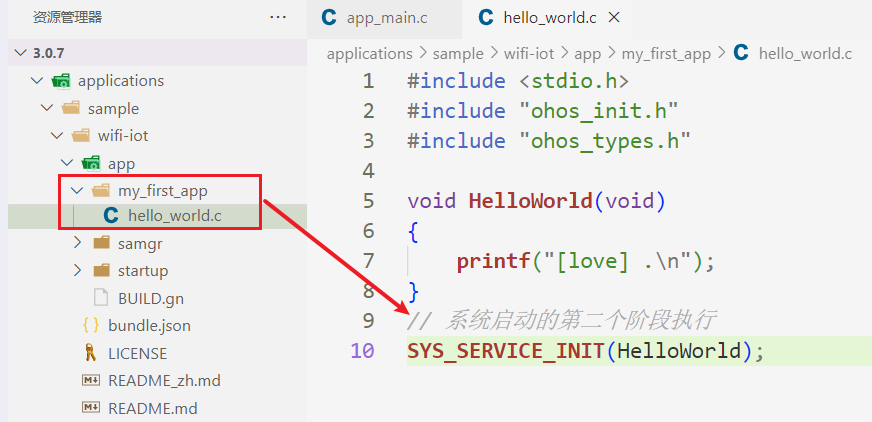 资源管理器
···
3.0.7
applications
sample
wifi-iot
app
my_first_app
C hello_world.c
samgr
startup
BUILD.gn
{} bundle.json
LICENSE
README_zh.md
README.md
C app_main.c
C hello_world.c ×
applications > sample > wifi-iot > app > my_first_app > C hello_world.c
1 #include <stdio.h>
2 #include "ohos_init.h"
3 #include "ohos_types.h"
4
5 void HelloWorld(void)
6 {
7 printf("[love] .\n");
8 }
9 // 系统启动的第二个阶段执行
10 SYS_SERVICE_INIT(HelloWorld);